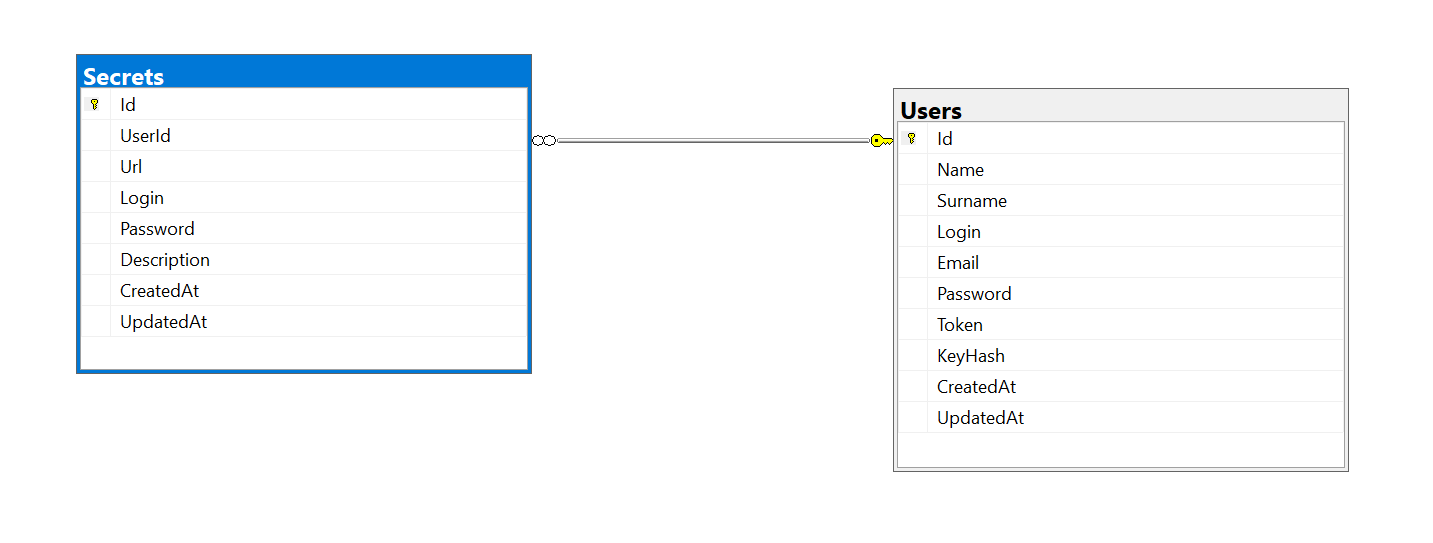 Secrets
Id
UserId
Url
Login
Password
Description
CreatedAt
UpdatedAt
Users
Id
Name
Surname
Login
Email
Password
Token
KeyHash
CreatedAt
UpdatedAt